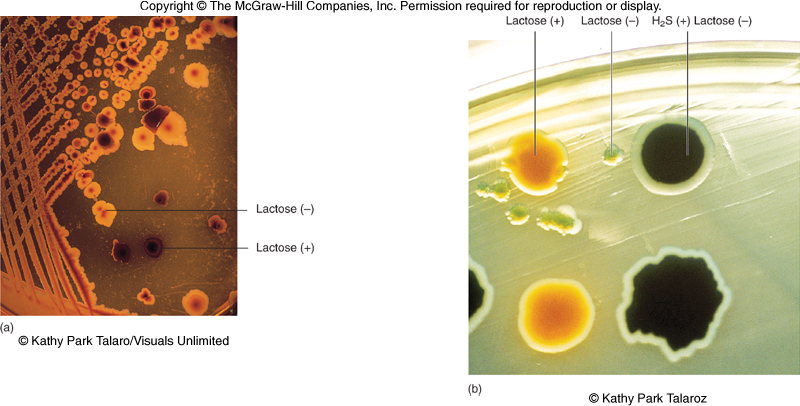 Copyright © The McGraw-Hill Companies, Inc. Permission required for reproduction or display.
Lactose (+) Lactose (–) H₂S (+) Lactose (–)
Lactose (–)
Lactose (+)
(a)
© Kathy Park Talaro/Visuals Unlimited
(b)
© Kathy Park Talaroz